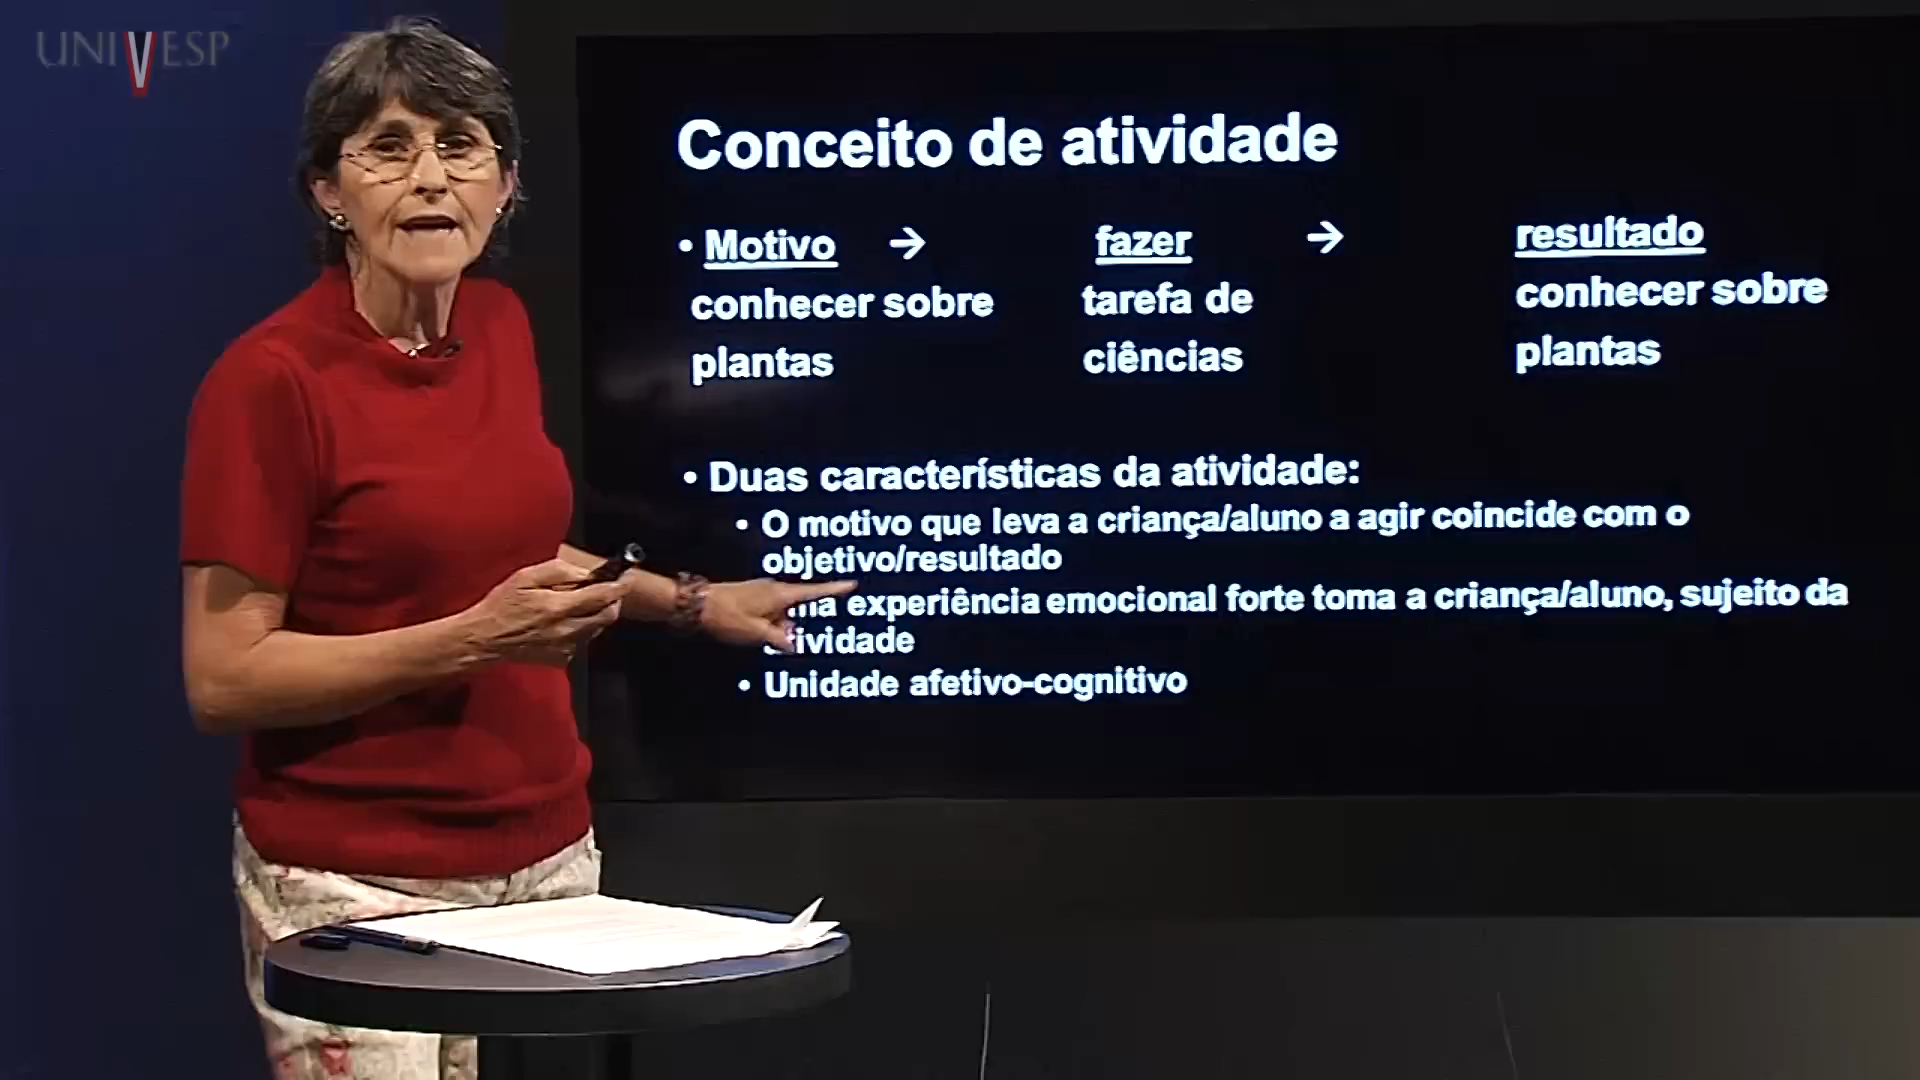 UNIVESP
Conceito de atividade
• Motivo → fazer → resultado
conhecer sobre tarefa de conhecer sobre
plantas ciências plantas
• Duas características da atividade:
• O motivo que leva a criança/aluno a agir coincide com o
objetivo/resultado
experiência emocional forte toma a criança/aluno, sujeito da
tividade
• Unidade afetivo-cognitivo